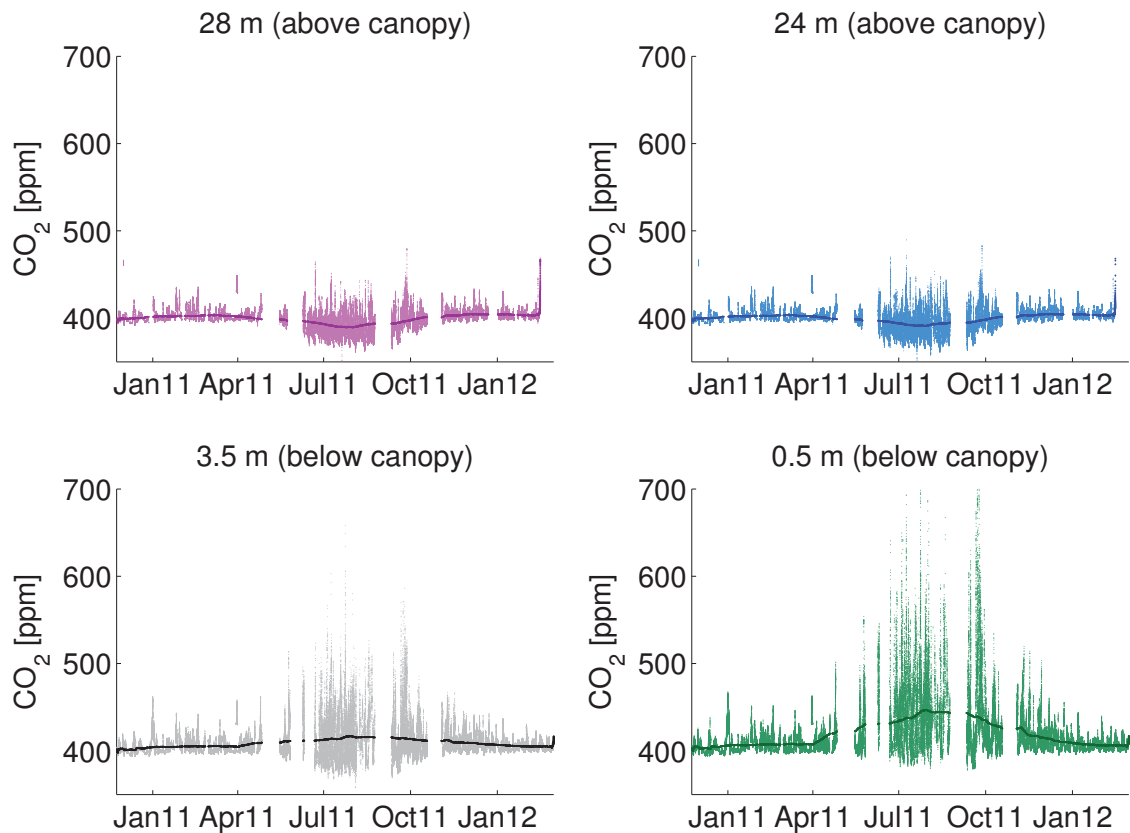 28 m (above canopy)
700
600
500
400
CO2 [ppm]
Jan11 Apr11 Jul11 Oct11 Jan12
24 m (above canopy)
700
600
500
400
CO2 [ppm]
Jan11 Apr11 Jul11 Oct11 Jan12
3.5 m (below canopy)
700
600
500
400
CO2 [ppm]
Jan11 Apr11 Jul11 Oct11 Jan12
0.5 m (below canopy)
700
600
500
400
CO2 [ppm]
Jan11 Apr11 Jul11 Oct11 Jan12